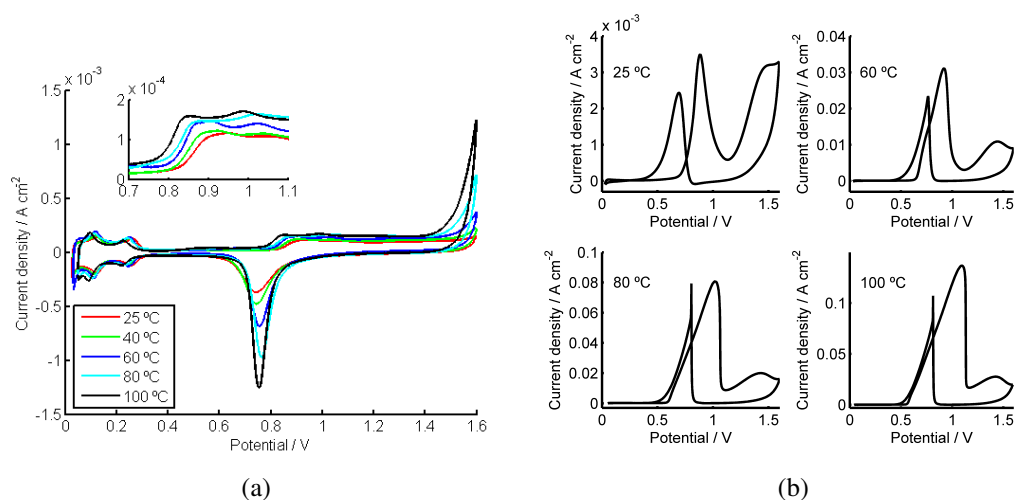 x 10⁻³
1.5
1
0.5
0
-0.5
-1
-1.5
Current density / A cm²
0 0.2 0.4 0.6 0.8 1 1.2 1.4 1.6
Potential / V
x 10⁻⁴
2
1
0
0.7 0.8 0.9 1 1.1
25 ºC
40 ºC
60 ºC
80 ºC
100 ºC
(a)
x 10⁻³
4
3
2
1
0
Current density / A cm⁻²
25 ºC
0.5 1 1.5
Potential / V
0.04
0.03
0.02
0.01
0
Current density / A cm⁻²
60 ºC
0 0.5 1 1.5
Potential / V
0.1
0.08
0.06
0.04
0.02
0
Current density / A cm⁻²
80 ºC
0 0.5 1 1.5
Potential / V
0.1
0.05
0
Current density / A cm⁻²
100 ºC
0 0.5 1 1.5
Potential / V
(b)